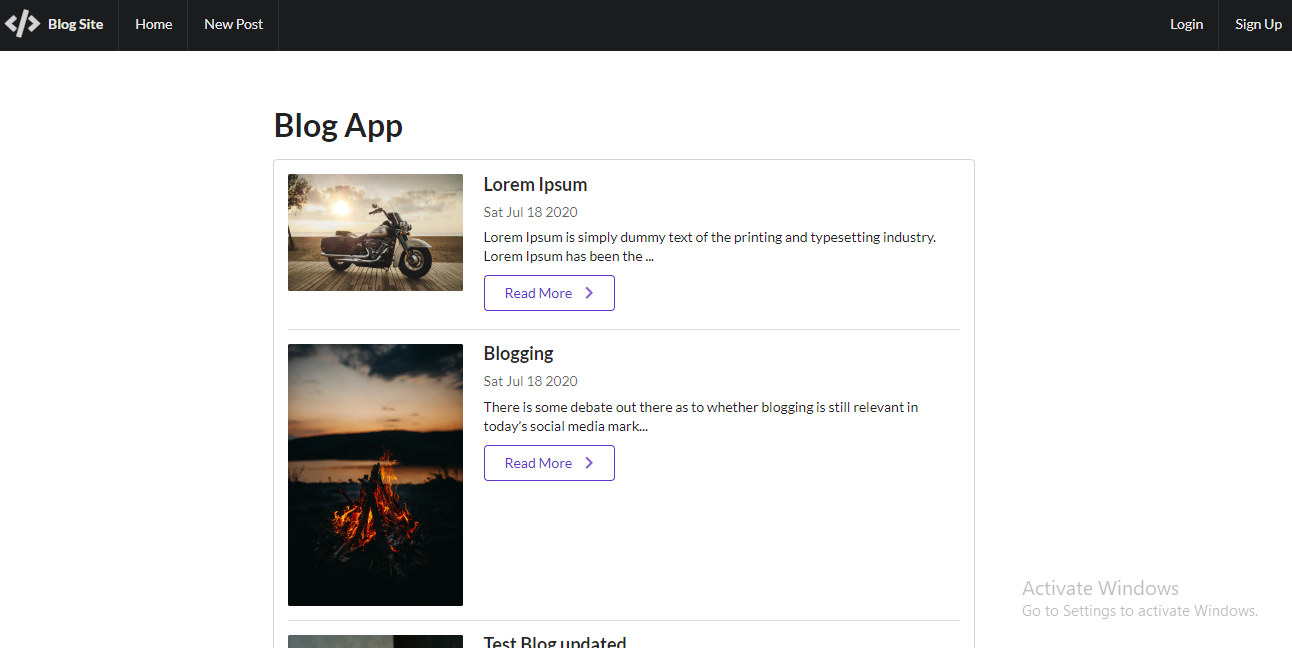 Blog Site
Home
New Post
Login
Sign Up
Blog App
Lorem Ipsum
Sat Jul 18 2020
Lorem Ipsum is simply dummy text of the printing and typesetting industry.
Lorem Ipsum has been the ...
Read More
Blogging
Sat Jul 18 2020
There is some debate out there as to whether blogging is still relevant in
today's social media mark...
Read More
Test Blog updated
Activate Windows
Go to Settings to activate Windows.